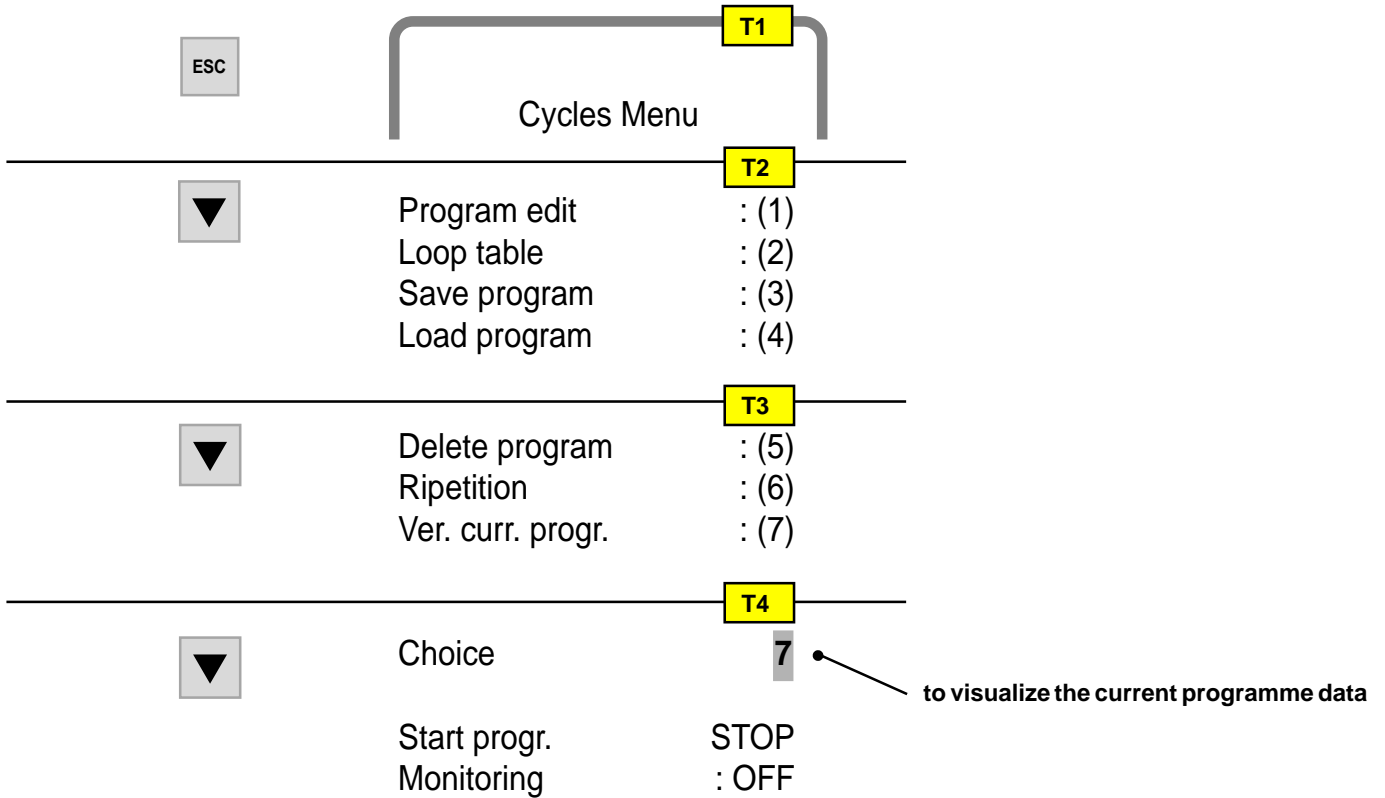 T1
ESC
Cycles Menu
T2
Program edit : (1)
Loop table : (2)
Save program : (3)
Load program : (4)
T3
Delete program : (5)
Ripetition : (6)
Ver. curr. progr. : (7)
T4
Choice 7
to visualize the current programme data
Start progr. STOP
Monitoring : OFF